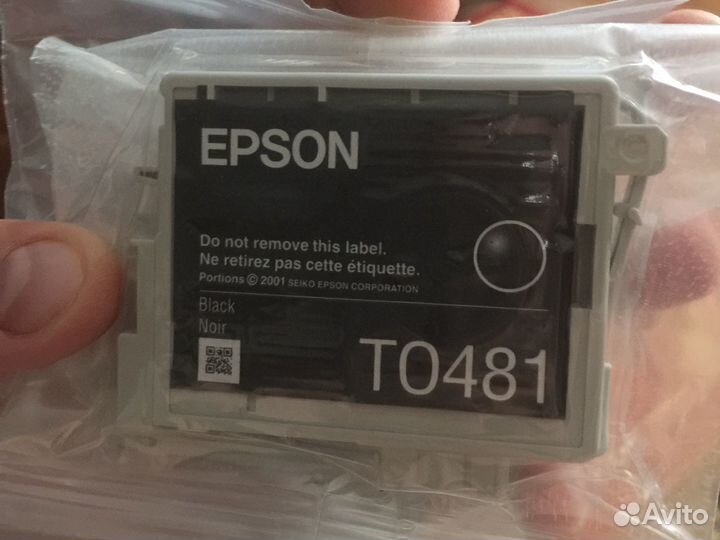 EPSON
Do not remove this label.
Ne retirez pas cette étiquette.
Portions © 2001 SEIKO EPSON CORPORATION
Black
Noir
T0481
Avito